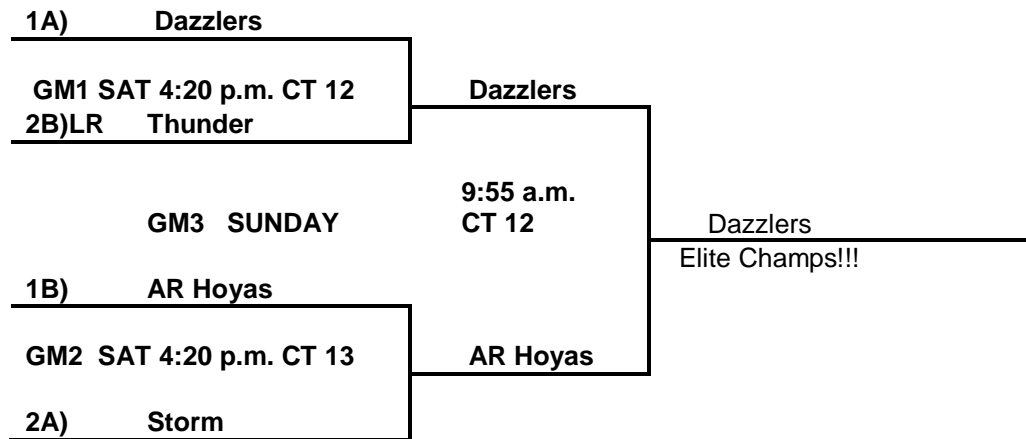 1A) Dazzlers
GM1 SAT 4:20 p.m. CT 12
Dazzlers
2B)LR Thunder
9:55 a.m.
GM3 SUNDAY CT 12
Dazzlers
Elite Champs!!!
1B) AR Hoyas
GM2 SAT 4:20 p.m. CT 13
AR Hoyas
2A) Storm